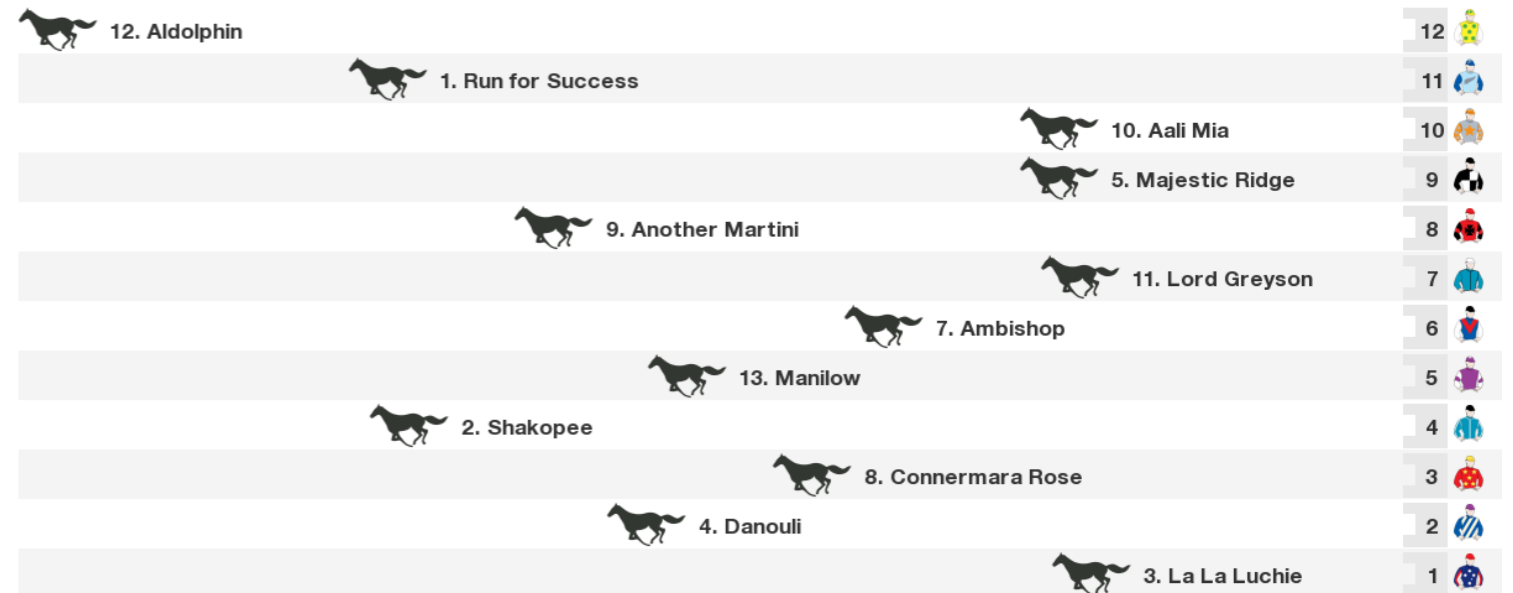 12. Aldolphin 12
1. Run for Success 11
10. Aali Mia 10
5. Majestic Ridge 9
9. Another Martini 8
11. Lord Greyson 7
7. Ambishop 6
13. Manilow 5
2. Shakopee 4
8. Connermara Rose 3
4. Danouli 2
3. La La Luchie 1